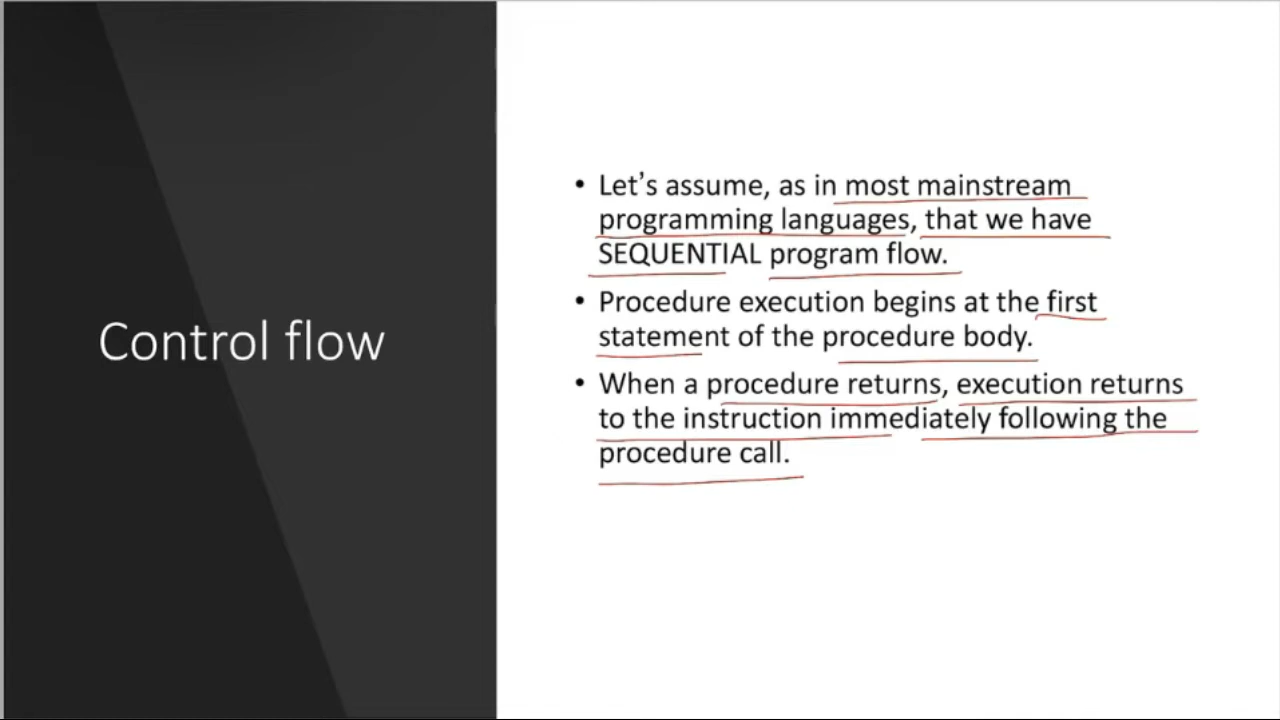 Control flow
• Let’s assume, as in most mainstream
programming languages, that we have
SEQUENTIAL program flow.
• Procedure execution begins at the first
statement of the procedure body.
• When a procedure returns, execution returns
to the instruction immediately following the
procedure call.